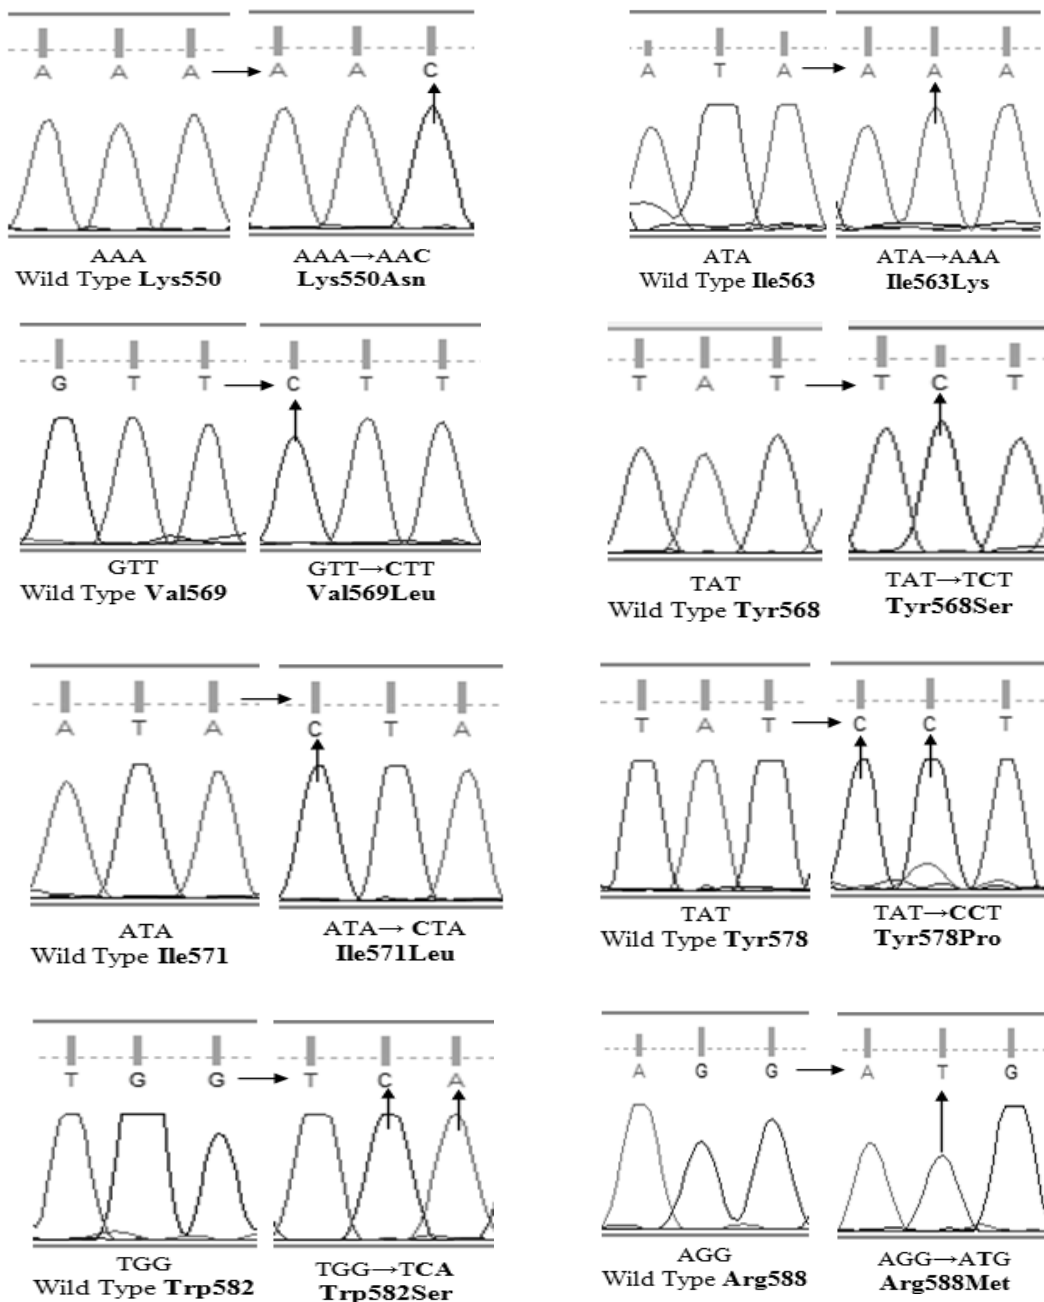 A A A → A A C
AAA
Wild Type Lys550
AAA→AAC
Lys550Asn
A T A → A A A
ATA
Wild Type Ile563
ATA→AAA
Ile563Lys
G T T → C T T
GTT
Wild Type Val569
GTT→CTT
Val569Leu
T A T → T C T
TAT
Wild Type Tyr568
TAT→TCT
Tyr568Ser
A T A → C T A
ATA
Wild Type Ile571
ATA→ CTA
Ile571Leu
T A T → C C T
TAT
Wild Type Tyr578
TAT→CCT
Tyr578Pro
T G G → T C A
TGG
Wild Type Trp582
TGG→TCA
Trp582Ser
A G G → A T G
AGG
Wild Type Arg588
AGG→ATG
Arg588Met